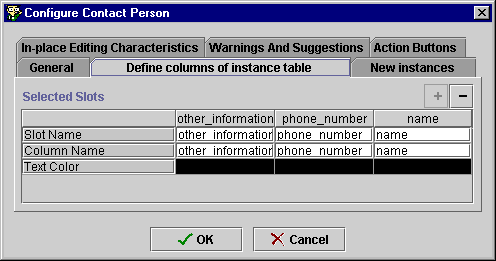 Configure Contact Person
In-place Editing Characteristics Warnings And Suggestions Action Buttons
General Define columns of instance table New instances
Selected Slots + −
other_information phone_number name
Slot Name other_information phone_number name
Column Name other_information phone_number name
Text Color
OK Cancel